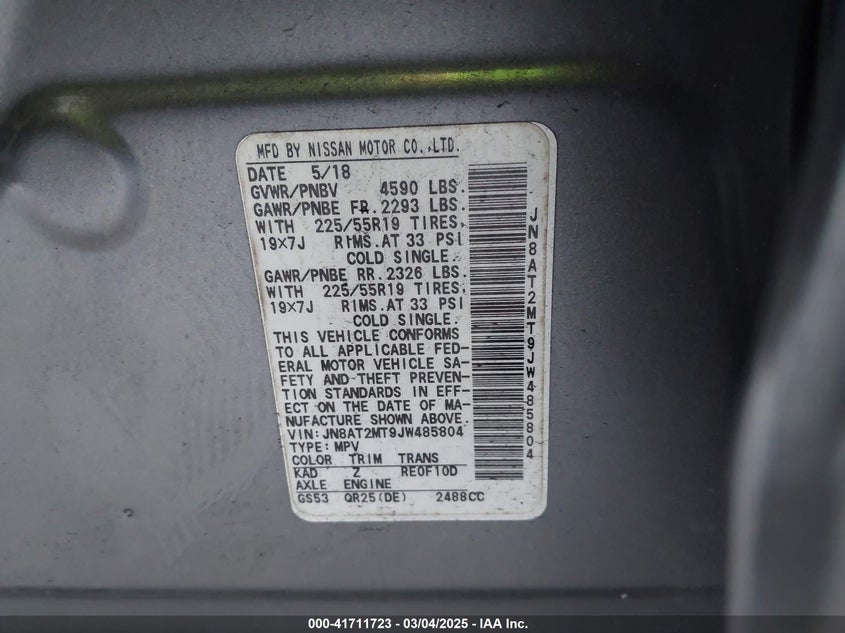 MFD BY NISSAN MOTOR CO.,LTD.
DATE 5/18
GVWR/PNBV 4590 LBS.
GAWR/PNBE FR.2293 LBS.
WITH 225/55R19 TIRES,
19×7J RIMS.AT 33 PSI
COLD SINGLE.
GAWR/PNBE RR.2326 LBS.
WITH 225/55R19 TIRES,
19×7J RIMS.AT 33 PSI
COLD SINGLE.
THIS VEHICLE CONFORMS
TO ALL APPLICABLE FED-
ERAL MOTOR VEHICLE SA-
FETY AND THEFT PREVEN-
TION STANDARDS IN EFF-
ECT ON THE DATE OF MA-
NUFACTURE SHOWN ABOVE.
VIN:JN8AT2MT9JW485804
TYPE: MPV
COLOR TRIM TRANS
KAD Z RE0F10D
AXLE ENGINE
GS53 QR25(DE) 2488CC
JN8AT2MT9JW485804
000-41711723 — 03/04/2025 — IAA Inc.